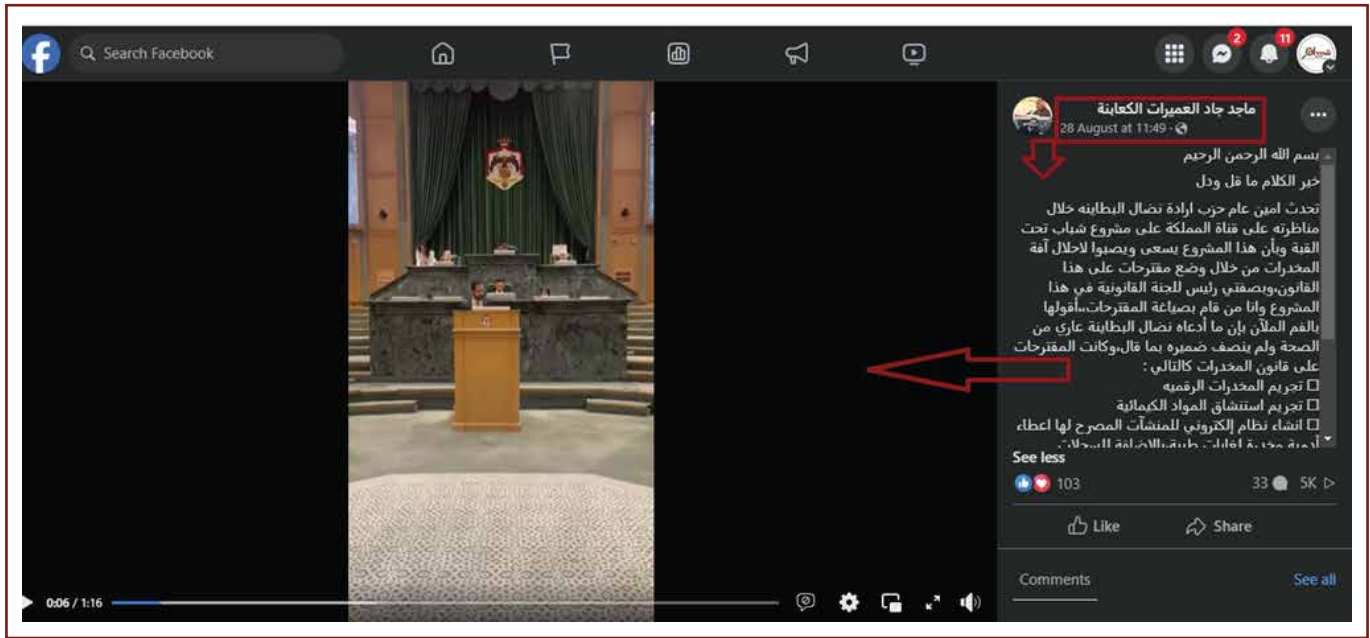 Search Facebook
2
11
ماجد جاد العميرات الكعابنة
28 August at 11:49 ·
بسم الله الرحمن الرحيم
خير الكلام ما قل ودل
تحدث امين عام حزب ارادة نضال البطاينه خلال
مناظرته على قناة المملكة على مشروع شباب تحت
القبة وبأن هذا المشروع يسعى ويصبوا لاحلال آفة
المخدرات من خلال وضع مقترحات على هذا
القانون،وبصفتي رئيس للجنة القانونية في هذا
المشروع وانا من قام بصياغة المقترحات،،أقولها
بالفم الملآن بإن ما أدعاه نضال البطاينة عاري من
الصحة ولم ينصف ضميره بما قال،وكانت المقترحات
على قانون المخدرات كالتالي :
□ تجريم المخدرات الرقميه
□ تجريم استنشاق المواد الكيمائية
□ انشاء نظام إلكتروني للمنشآت المصرح لها اعطاء
أدوية مخدرة لغايات طبية،بالاضافة للسجلات
See less
103
33
5K
Like
Share
Comments
See all
0:06 / 1:16